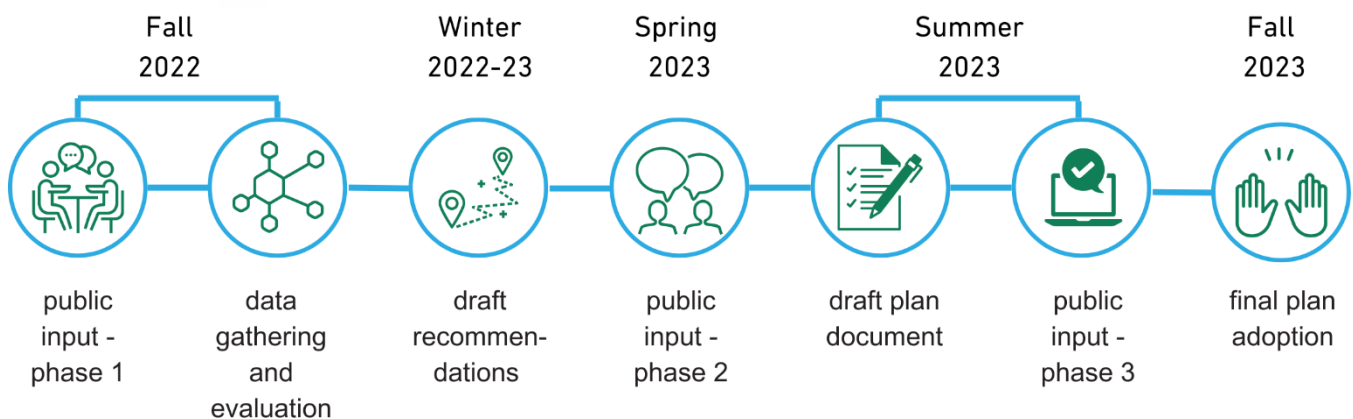 Fall
2022
Winter
2022-23
Spring
2023
Summer
2023
Fall
2023
public
input -
phase 1
data
gathering
and
evaluation
draft
recommen-
dations
public
input -
phase 2
draft plan
document
public
input -
phase 3
final plan
adoption